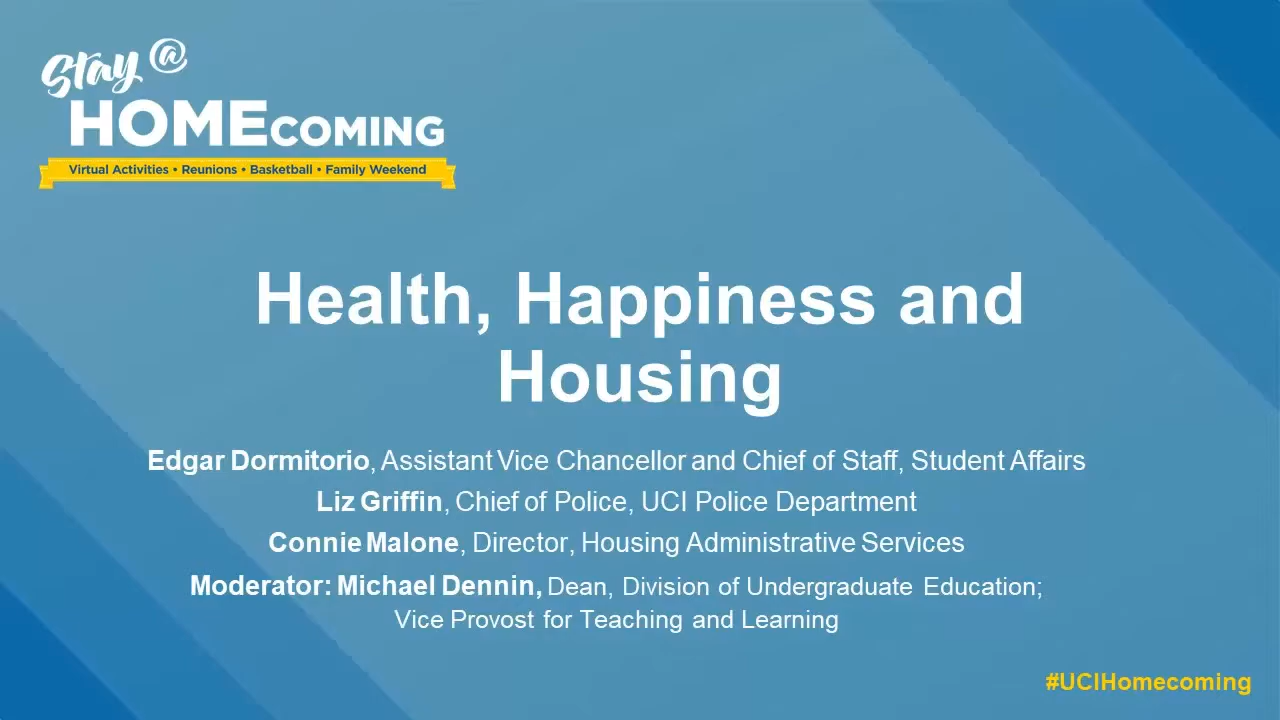 Stay @
HOMECOMING
Virtual Activities • Reunions • Basketball • Family Weekend
Health, Happiness and
Housing
Edgar Dormitorio, Assistant Vice Chancellor and Chief of Staff, Student Affairs
Liz Griffin, Chief of Police, UCI Police Department
Connie Malone, Director, Housing Administrative Services
Moderator: Michael Dennin, Dean, Division of Undergraduate Education;
Vice Provost for Teaching and Learning
#UCIHomecoming